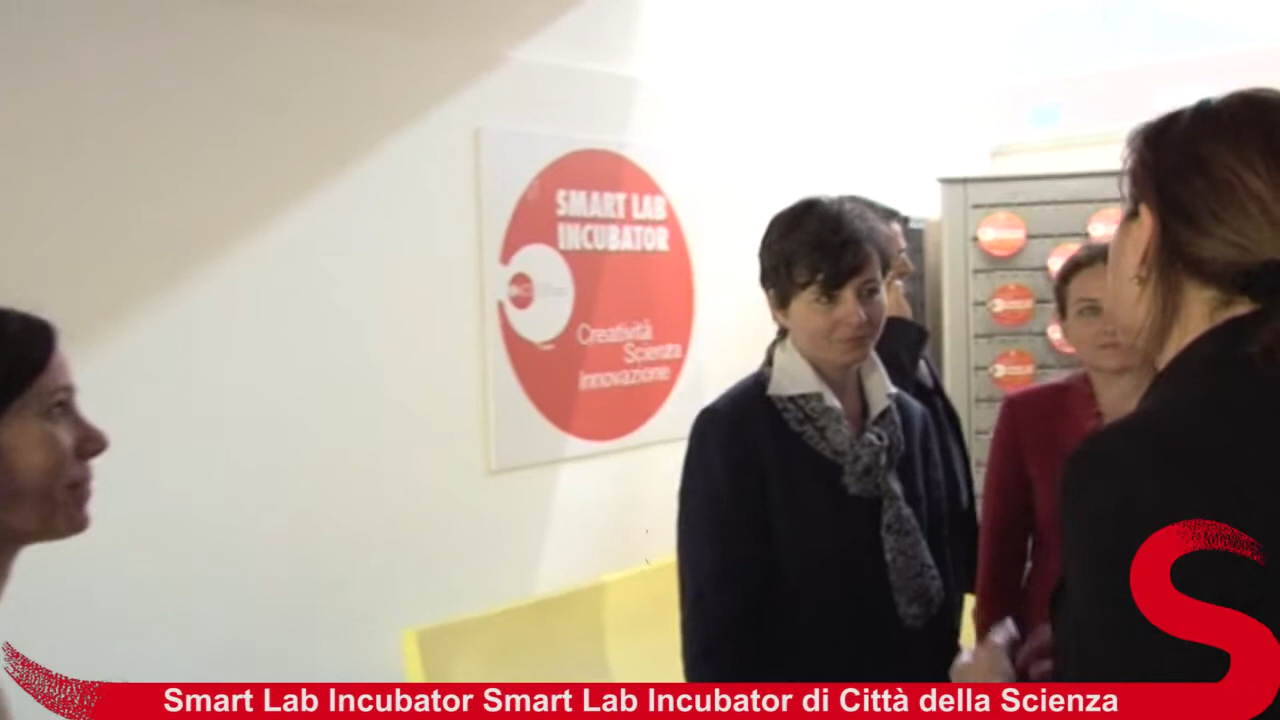 SMART LAB
INCUBATOR
Creatività
Scienza
Innovazione
Smart Lab Incubator Smart Lab Incubator di Città della Scienza